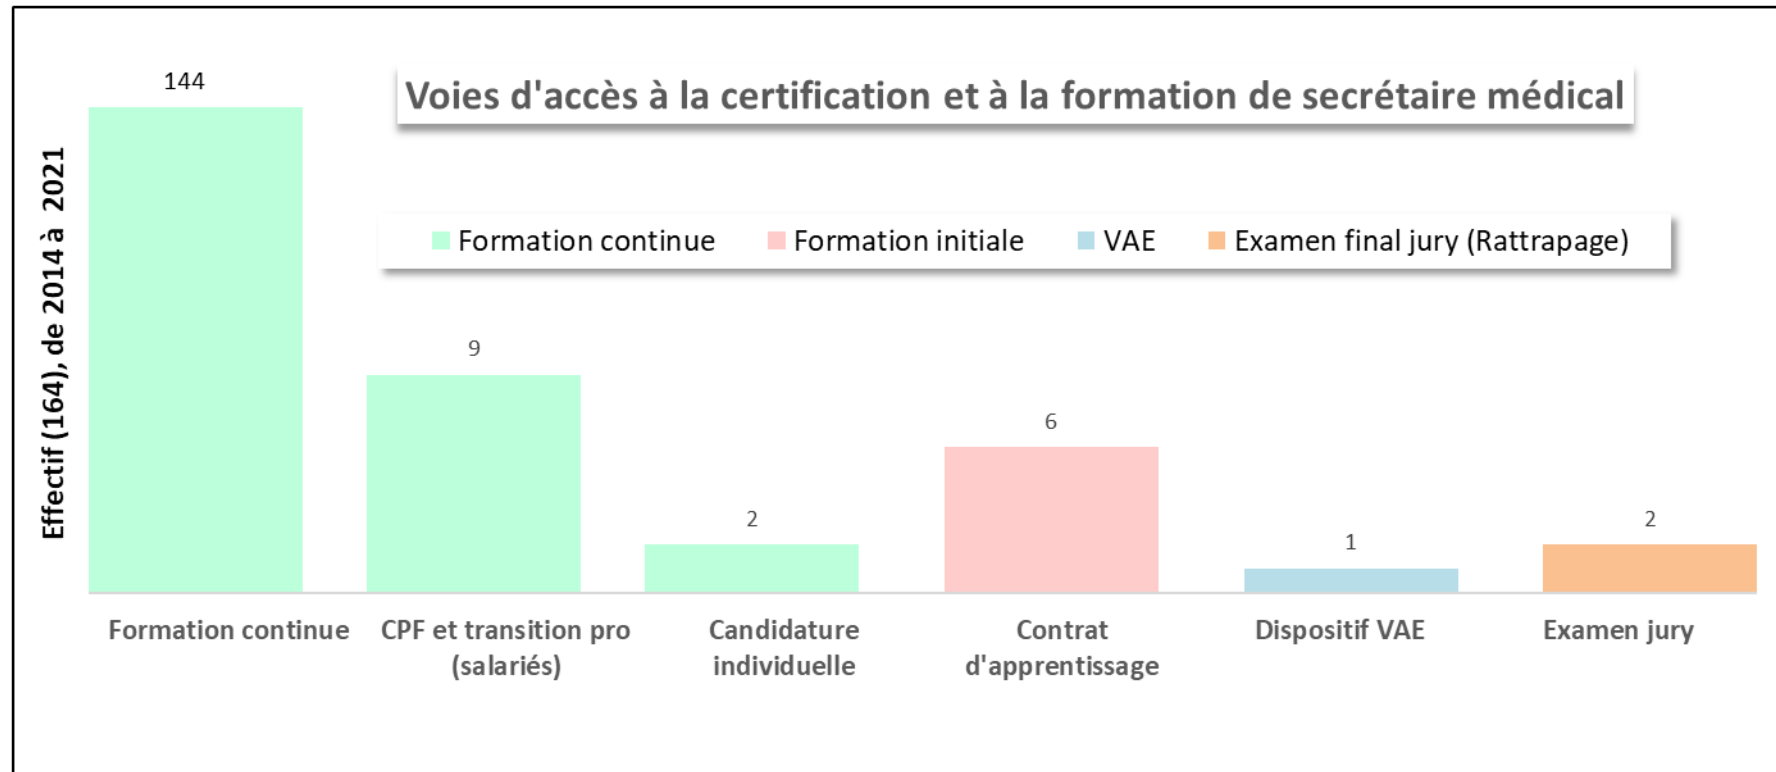 144
Voies d'accès à la certification et à la formation de secrétaire médical
Effectif (164), de 2014 à 2021
Formation continue
Formation initiale
VAE
Examen final jury (Rattrapage)
9
2
6
1
2
Formation continue
CPF et transition pro
(salariés)
Candidature
individuelle
Contrat
d'apprentissage
Dispositif VAE
Examen jury